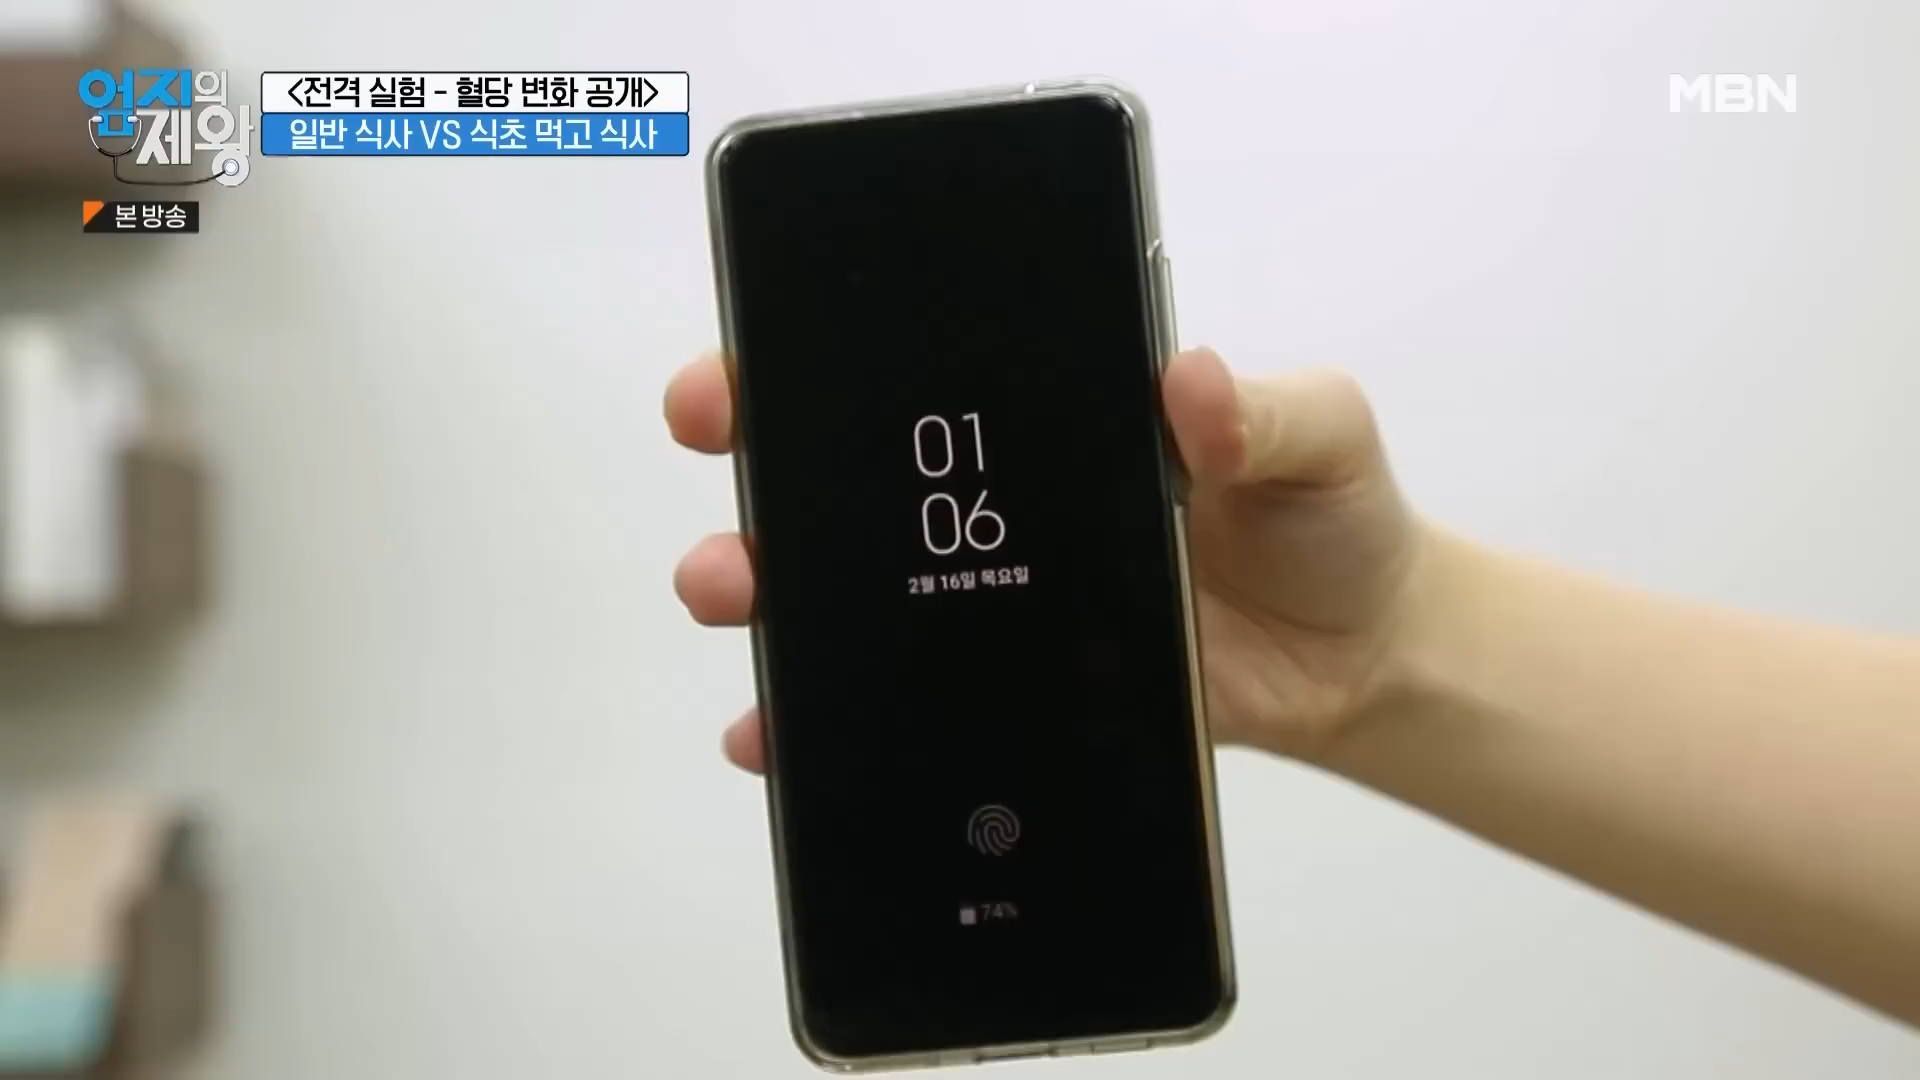 엄지의 제왕
<전격 실험 - 혈당 변화 공개>
일반 식사 VS 식초 먹고 식사
MBN
본 방송
01
06
2월 16일 목요일
74%